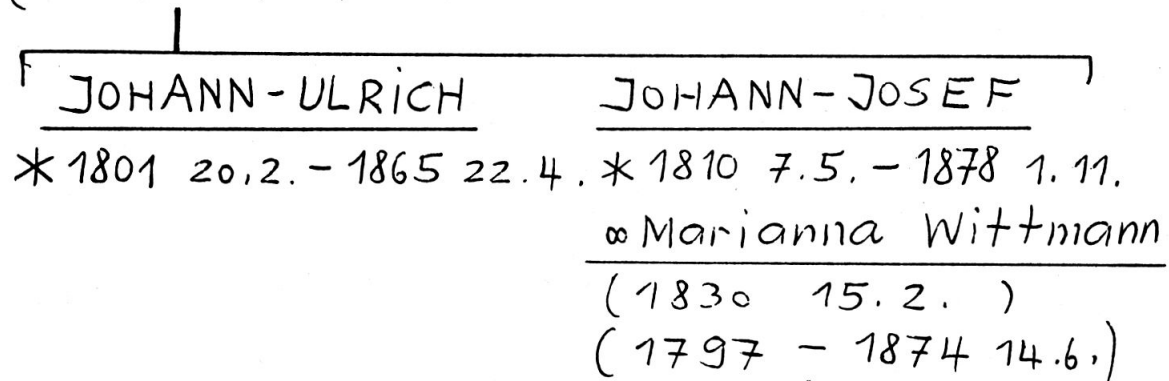 JOHANN-ULRiCH JOHANN-JOSEF
* 1801 20.2. - 1865 22.4. * 1810 7.5. - 1878 1.11.
∞ Marianna Wittmann
(1830 15.2. )
(1797 - 1874 14.6.)